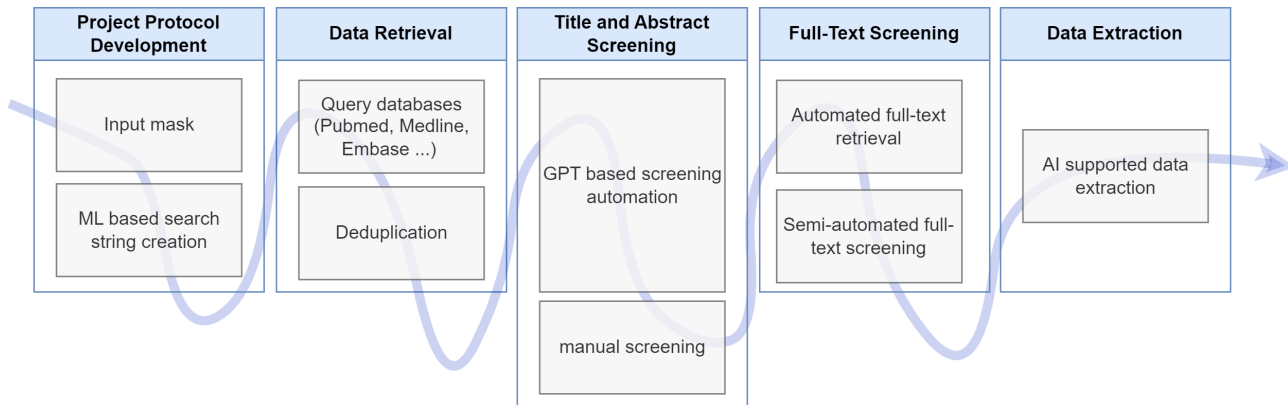 Project Protocol
Development
Input mask
ML based search
string creation
Data Retrieval
Query databases
(Pubmed, Medline,
Embase ...)
Deduplication
Title and Abstract
Screening
GPT based screening
automation
manual screening
Full-Text Screening
Automated full-text
retrieval
Semi-automated full-
text screening
Data Extraction
AI supported data
extraction